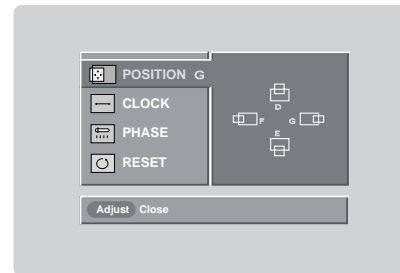 POSITION G
CLOCK
PHASE
RESET
D
F G
E
Adjust Close